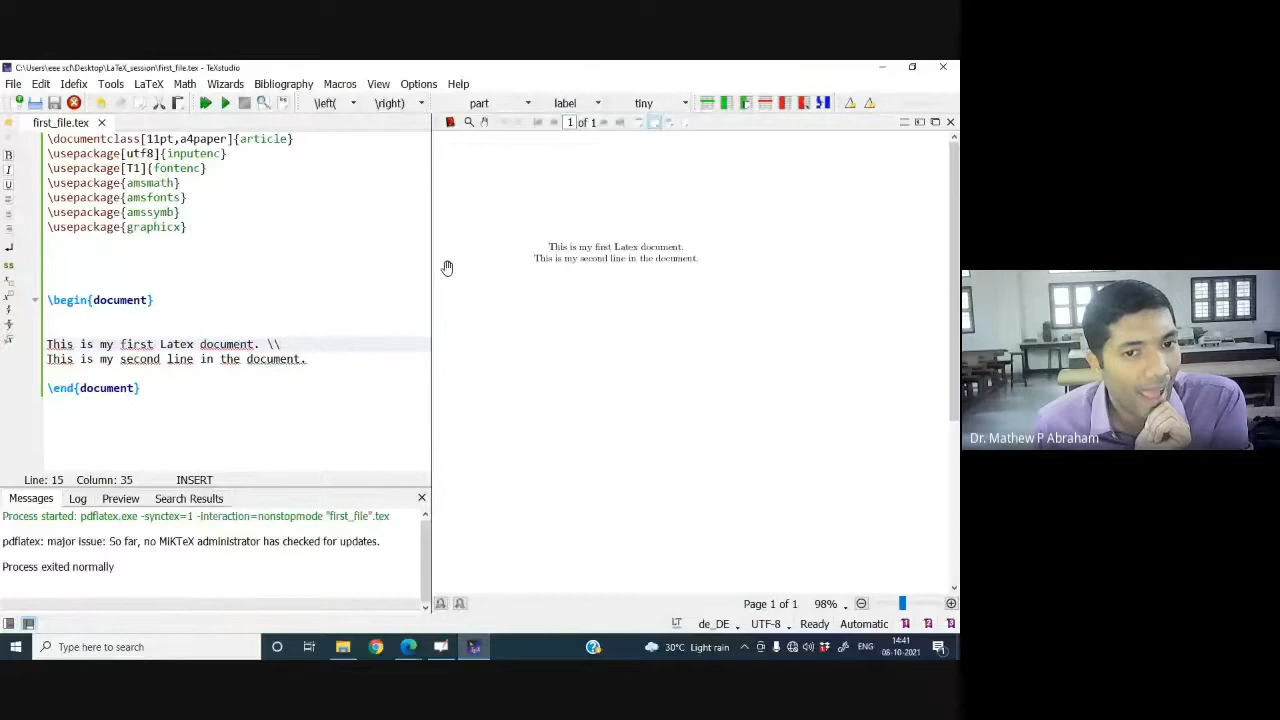 C:\Users\eee scl\Desktop\LaTeX_session\first_file.tex - TeXstudio
File Edit Idefix Tools LaTeX Math Wizards Bibliography Macros View Options Help
\left( \right) part label tiny
first_file.tex
1 of 1
\documentclass[11pt,a4paper]{article}
\usepackage[utf8]{inputenc}
\usepackage[T1]{fontenc}
\usepackage{amsmath}
\usepackage{amsfonts}
\usepackage{amssymb}
\usepackage{graphicx}
\begin{document}
This is my first Latex document. \\
This is my second line in the document.
\end{document}
This is my first Latex document.
This is my second line in the document.
Dr. Mathew P Abraham
Line: 15 Column: 35 INSERT
Messages Log Preview Search Results
Process started: pdflatex.exe -synctex=1 -interaction=nonstopmode "first_file".tex
pdflatex: major issue: So far, no MiKTeX administrator has checked for updates.
Process exited normally
Page 1 of 1 98%
de_DE UTF-8 Ready Automatic
Type here to search
30°C Light rain
ENG
14:41
08-10-2021